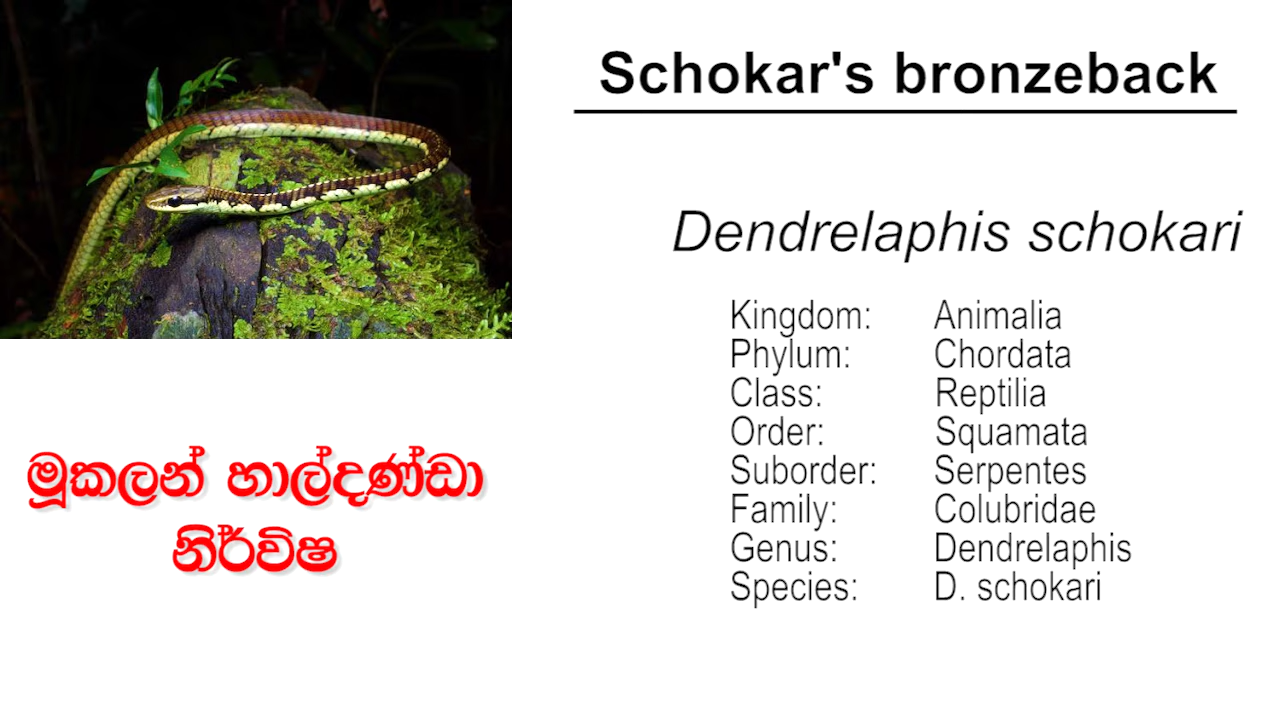 Schokar's bronzeback
Dendrelaphis schokari
Kingdom: Animalia
Phylum: Chordata
Class: Reptilia
Order: Squamata
Suborder: Serpentes
Family: Colubridae
Genus: Dendrelaphis
Species: D. schokari
මූකලන් හාල්දණ්ඩා
නිර්විෂ